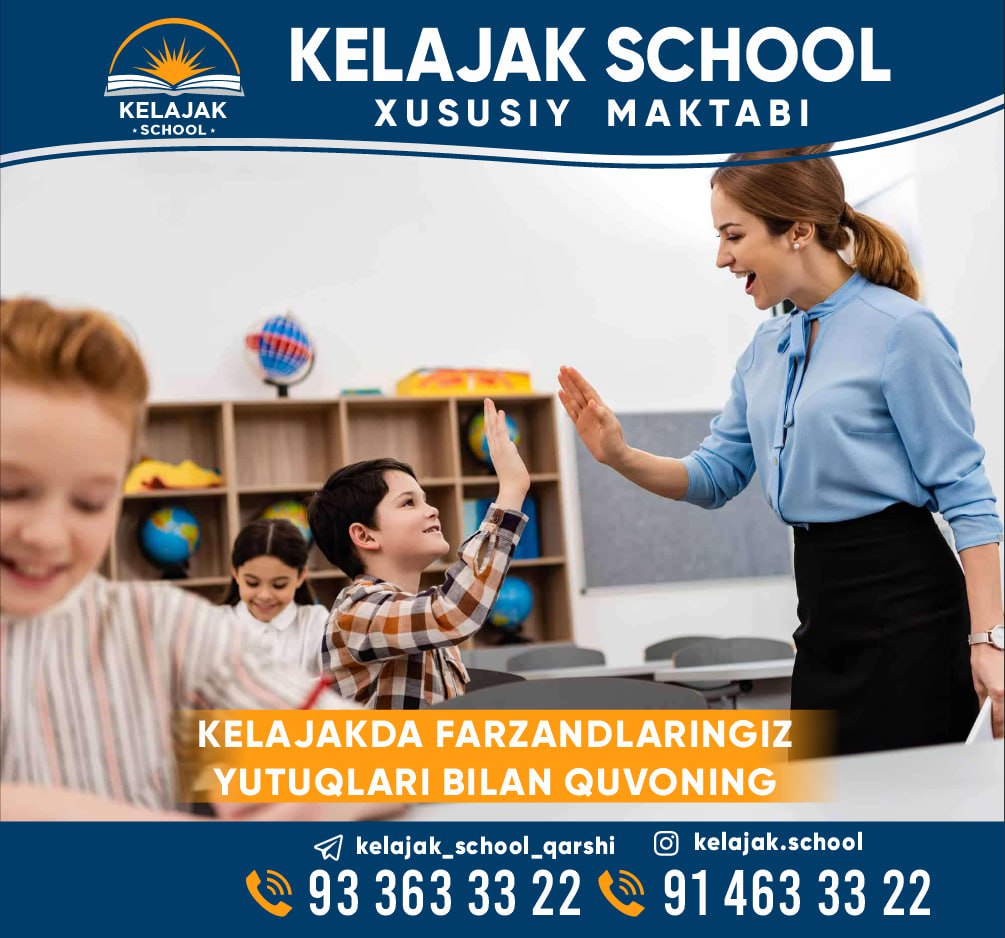 KELAJAK
SCHOOL
KELAJAK SCHOOL
XUSUSIY MAKTABI
KELAJAKDA FARZANDLARINGIZ
YUTUQLARI BILAN QUVONING
kelajak_school_qarshi kelajak.school
93 363 33 22 91 463 33 22